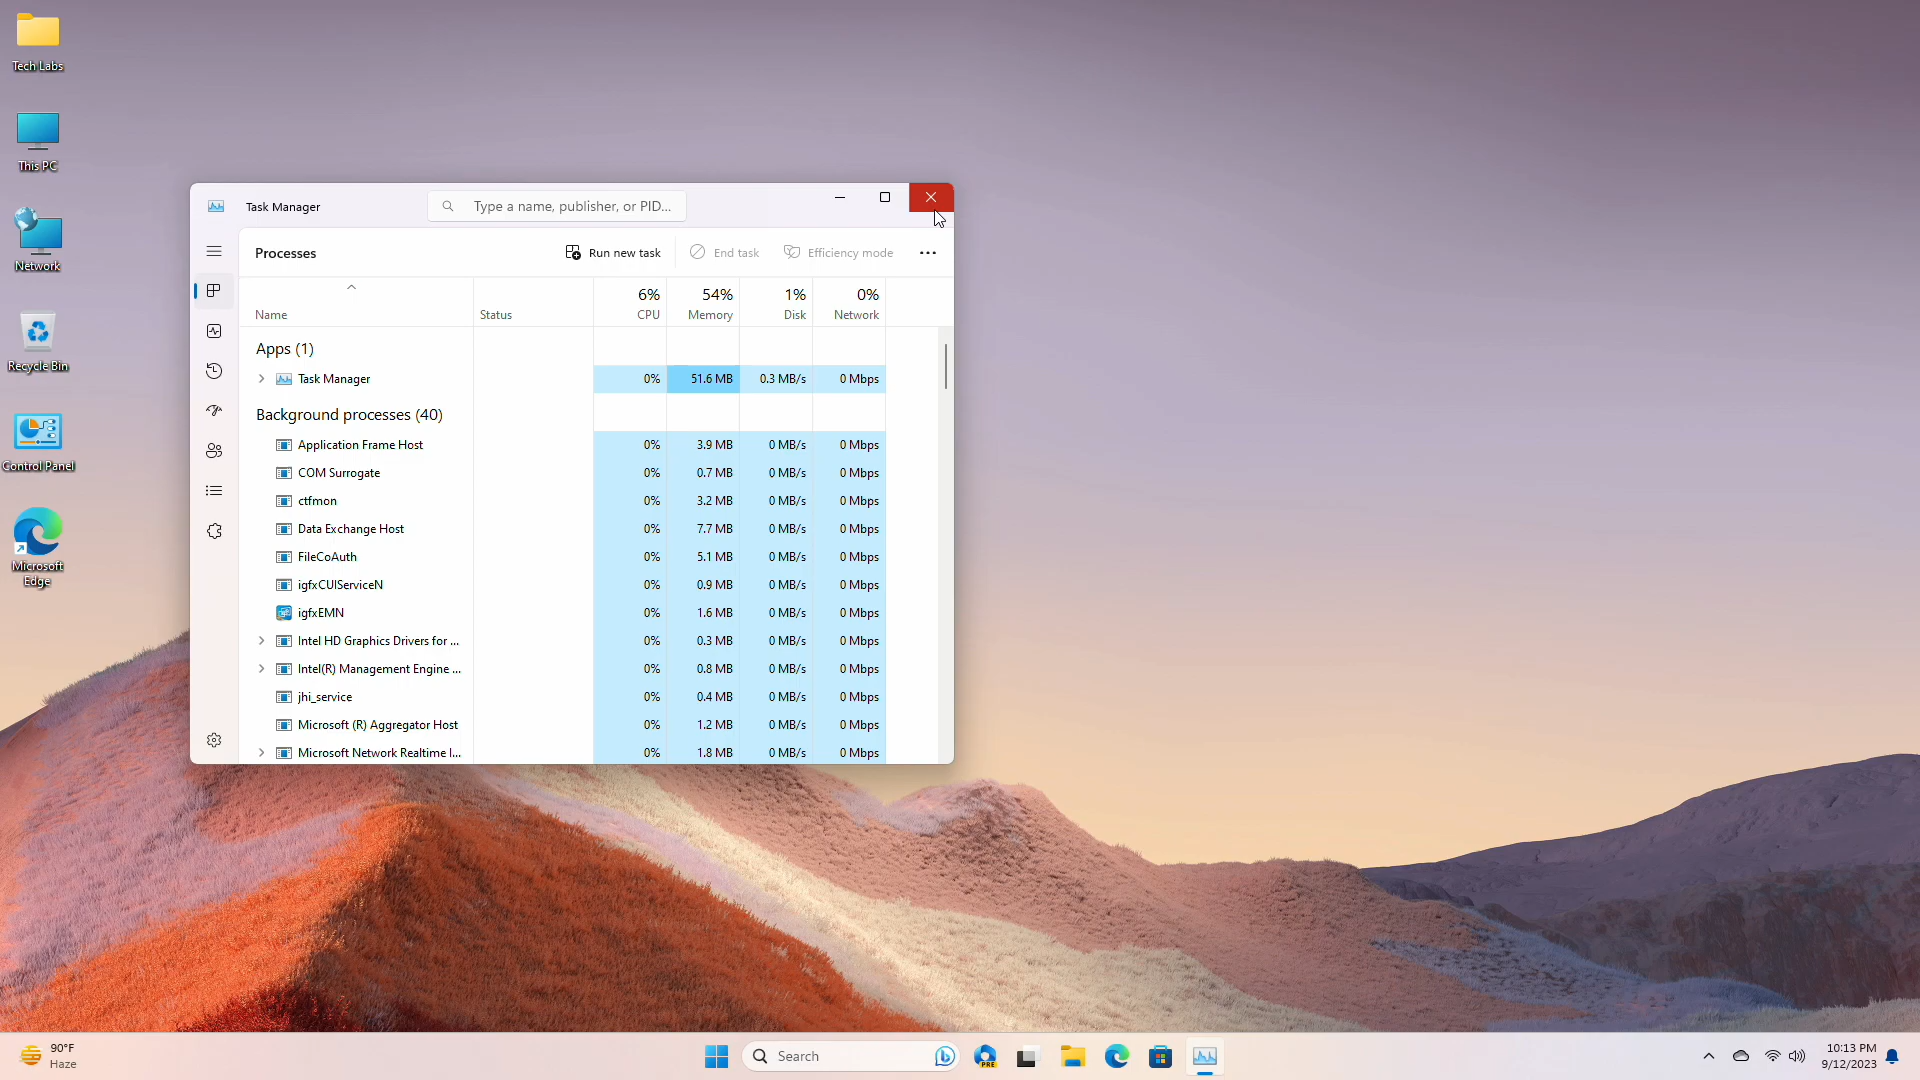 Tech Labs
This PC
Network
Recycle Bin
Control Panel
Microsoft
Edge
Task Manager
Type a name, publisher, or PID...
Processes
Run new task
End task
Efficiency mode
6% 54% 1% 0%
Name Status CPU Memory Disk Network
Apps (1)
Task Manager 0% 51.6 MB 0.3 MB/s 0 Mbps
Background processes (40)
Application Frame Host 0% 3.9 MB 0 MB/s 0 Mbps
COM Surrogate 0% 0.7 MB 0 MB/s 0 Mbps
ctfmon 0% 3.2 MB 0 MB/s 0 Mbps
Data Exchange Host 0% 7.7 MB 0 MB/s 0 Mbps
FileCoAuth 0% 5.1 MB 0 MB/s 0 Mbps
igfxCUIServiceN 0% 0.9 MB 0 MB/s 0 Mbps
igfxEMN 0% 1.6 MB 0 MB/s 0 Mbps
Intel HD Graphics Drivers for ... 0% 0.3 MB 0 MB/s 0 Mbps
Intel(R) Management Engine ... 0% 0.8 MB 0 MB/s 0 Mbps
jhi_service 0% 0.4 MB 0 MB/s 0 Mbps
Microsoft (R) Aggregator Host 0% 1.2 MB 0 MB/s 0 Mbps
Microsoft Network Realtime I... 0% 1.8 MB 0 MB/s 0 Mbps
90°F
Haze
Search
PRE
10:13 PM
9/12/2023